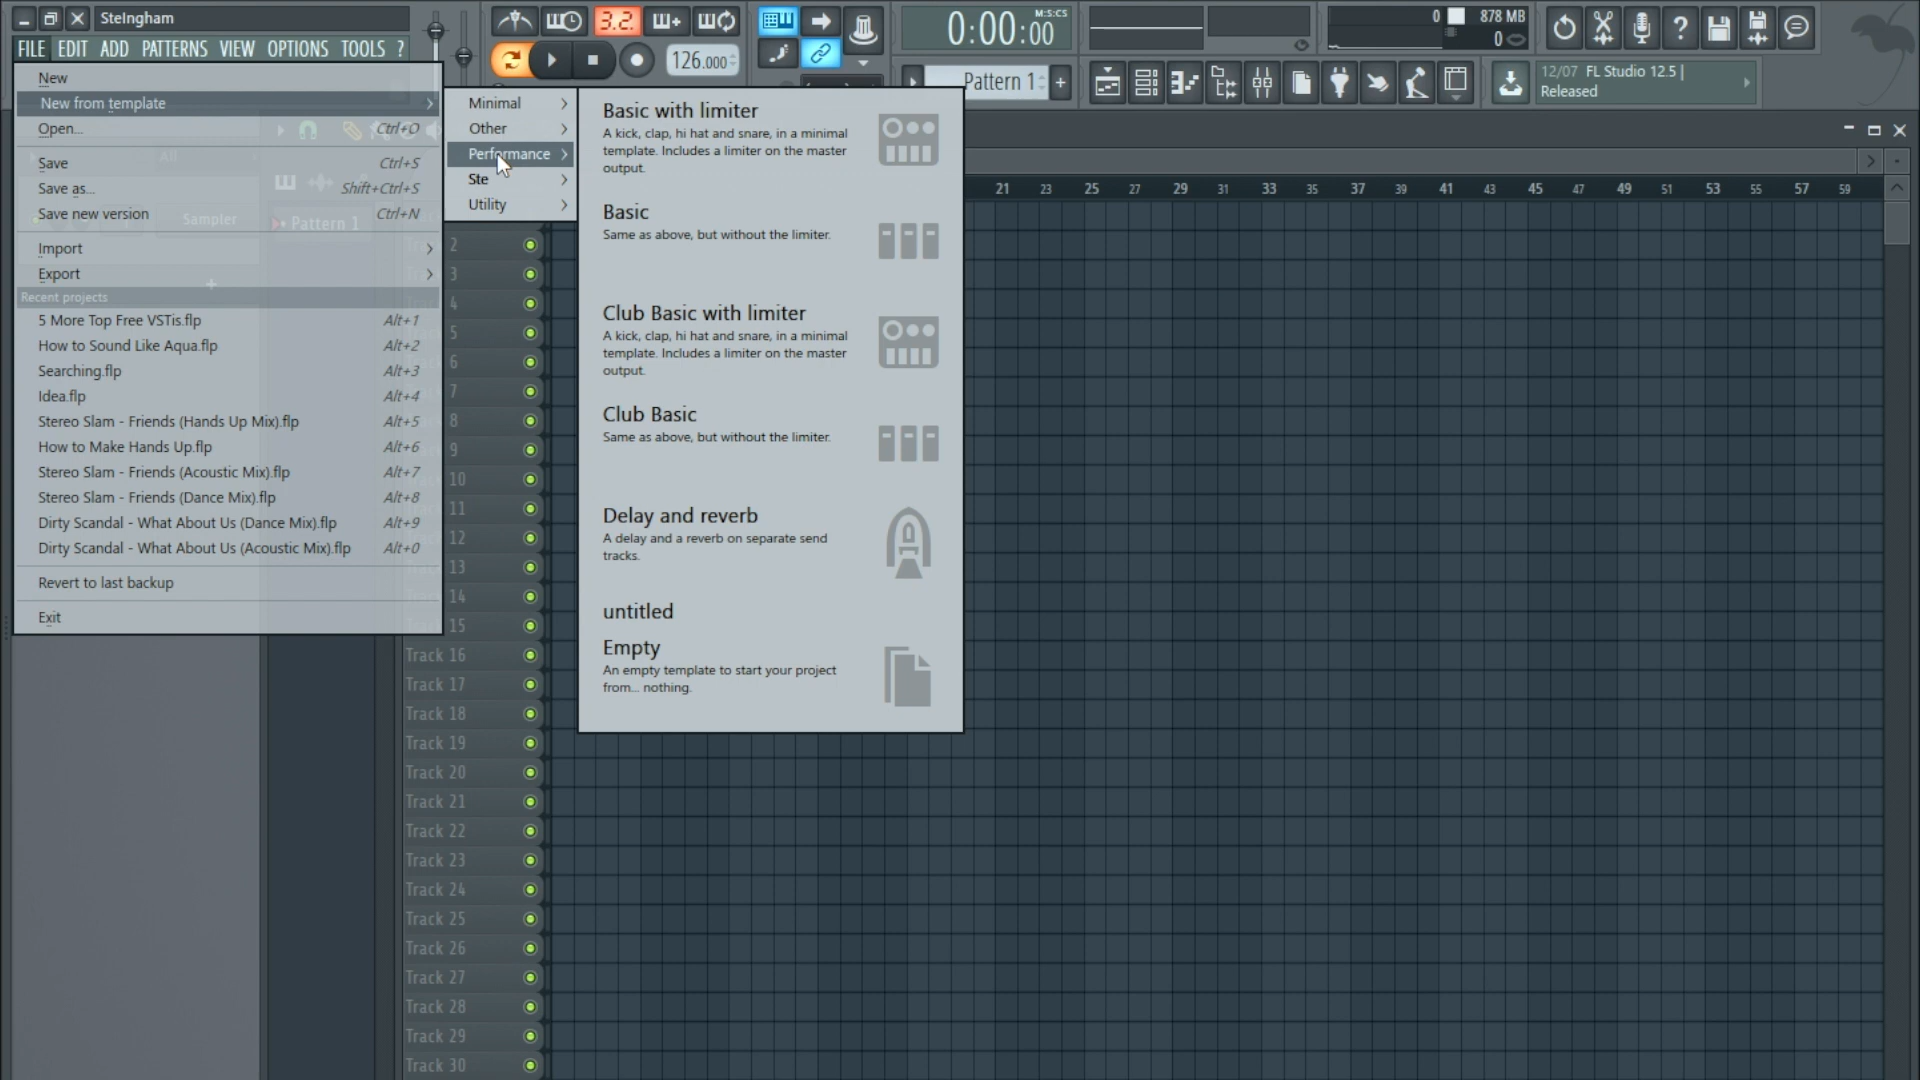 SteIngham
FILE EDIT ADD PATTERNS VIEW OPTIONS TOOLS ?
3.2
126.000
0:00:00
M:S:CS
Pattern 1
0
878 MB
0
12/07 FL Studio 12.5 |
Released
New
New from template
Open... Ctrl+O
All
Save Ctrl+S
Save as... Shift+Ctrl+S
Save new version Ctrl+N
Sampler
Pattern 1
Import
Export
Recent projects
5 More Top Free VSTis.flp Alt+1
How to Sound Like Aqua.flp Alt+2
Searching.flp Alt+3
Idea.flp Alt+4
Stereo Slam - Friends (Hands Up Mix).flp Alt+5
How to Make Hands Up.flp Alt+6
Stereo Slam - Friends (Acoustic Mix).flp Alt+7
Stereo Slam - Friends (Dance Mix).flp Alt+8
Dirty Scandal - What About Us (Dance Mix).flp Alt+9
Dirty Scandal - What About Us (Acoustic Mix).flp Alt+0
Revert to last backup
Exit
Minimal
Other
Performance
Ste
Utility
Basic with limiter
A kick, clap, hi hat and snare, in a minimal
template. Includes a limiter on the master
output.
Basic
Same as above, but without the limiter.
Club Basic with limiter
A kick, clap, hi hat and snare, in a minimal
template. Includes a limiter on the master
output.
Club Basic
Same as above, but without the limiter.
Delay and reverb
A delay and a reverb on separate send
tracks.
untitled
Empty
An empty template to start your project
from... nothing.
21 23 25 27 29 31 33 35 37 39 41 43 45 47 49 51 53 55 57 59
2
3
4
5
6
7
8
9
10
11
12
13
14
15
Track 16
Track 17
Track 18
Track 19
Track 20
Track 21
Track 22
Track 23
Track 24
Track 25
Track 26
Track 27
Track 28
Track 29
Track 30